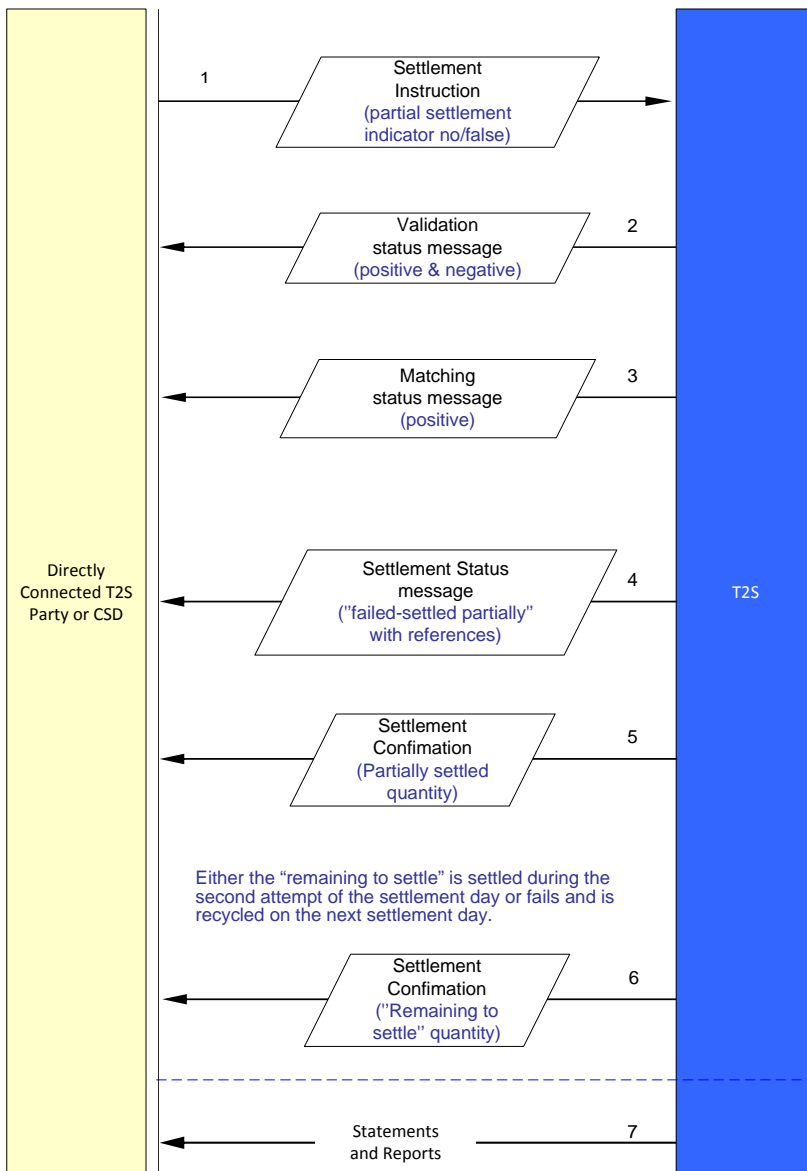 1
Settlement
Instruction
(partial settlement
indicator no/false)
Validation
status message
(positive & negative)
2
Matching
status message
(positive)
3
Directly
Connected T2S
Party or CSD
Settlement Status
message
("failed-settled partially"
with references)
4
T2S
Settlement
Confimation
(Partially settled
quantity)
5
Either the “remaining to settle” is settled during the
second attempt of the settlement day or fails and is
recycled on the next settlement day.
Settlement
Confimation
("Remaining to
settle" quantity)
6
Statements
and Reports
7